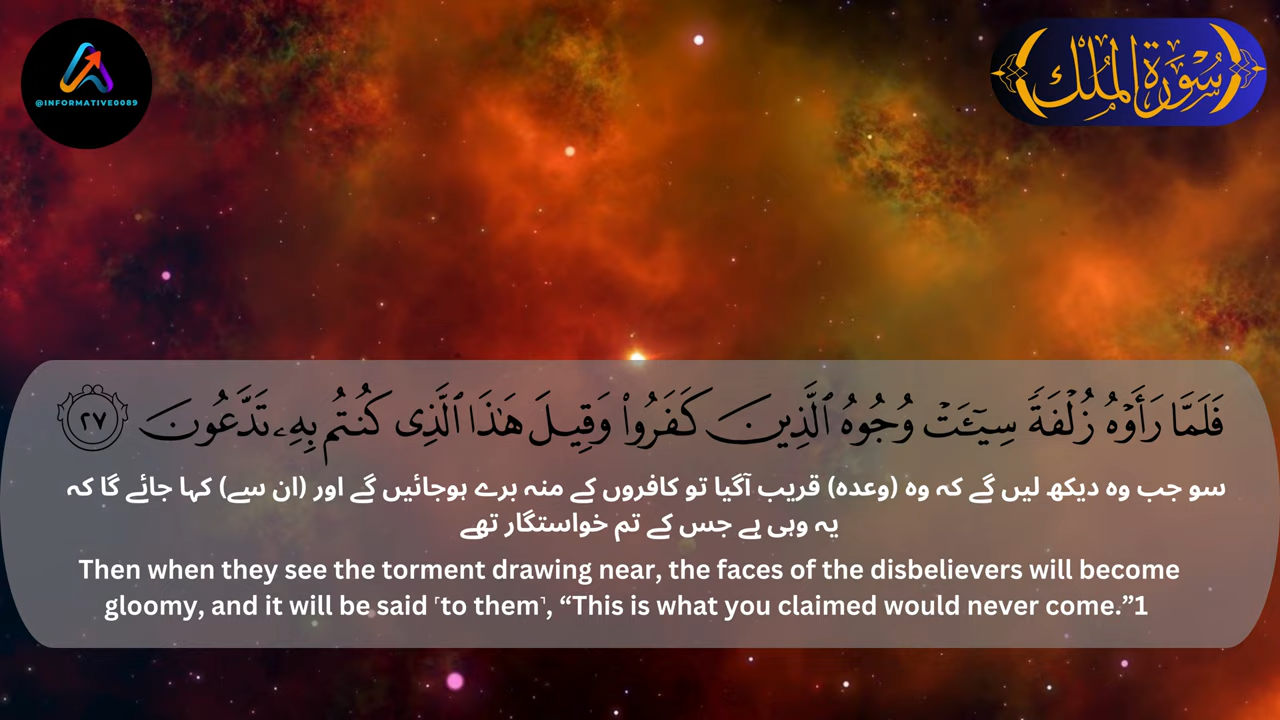 @INFORMATIVE0089
سُوْرَةُ المُلك
فَلَمَّا رَأَوْهُ زُلْفَةً سِيٓـَٔتْ وُجُوهُ ٱلَّذِينَ كَفَرُوا۟ وَقِيلَ هَـٰذَا ٱلَّذِى كُنتُم بِهِۦ تَدَّعُونَ ٢٧
سو جب وہ دیکھ لیں گے کہ وہ (وعدہ) قریب آگیا تو کافروں کے منہ برے ہوجائیں گے اور (ان سے) کہا جائے گا کہ
یہ وہی ہے جس کے تم خواستگار تھے
Then when they see the torment drawing near, the faces of the disbelievers will become
gloomy, and it will be said ˹to them˺, “This is what you claimed would never come.”1